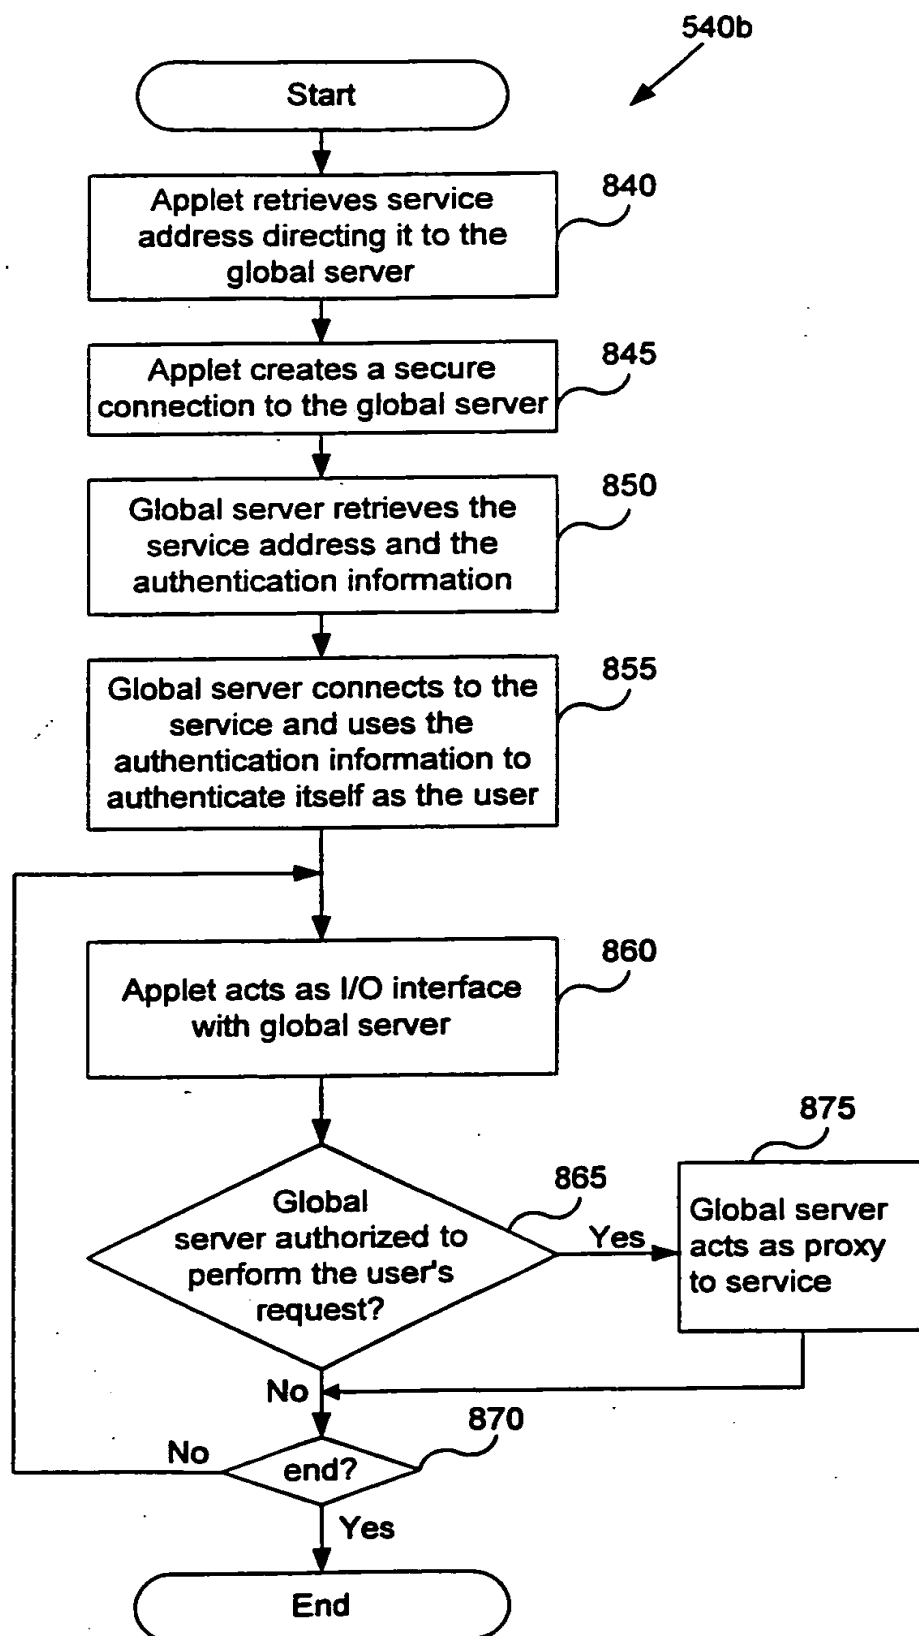 540b
Start
840
Applet retrieves service
address directing it to the
global server
845
Applet creates a secure
connection to the global server
850
Global server retrieves the
service address and the
authentication information
855
Global server connects to the
service and uses the
authentication information to
authenticate itself as the user
860
Applet acts as I/O interface
with global server
865
Global
server authorized to
perform the user's
request?
Yes
875
Global server
acts as proxy
to service
No
870
end?
No
Yes
End